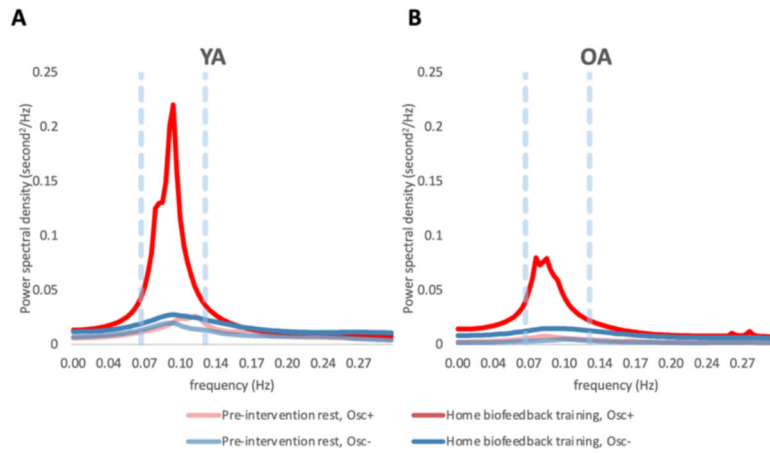 A
B
YA
OA
Power spectral density (second²/Hz)
0.25
0.2
0.15
0.1
0.05
0
0.00 0.04 0.07 0.10 0.14 0.17 0.20 0.24 0.27
frequency (Hz)
Power spectral density (second²/Hz)
0.25
0.2
0.15
0.1
0.05
0
0.00 0.04 0.07 0.10 0.14 0.17 0.20 0.24 0.27
frequency (Hz)
Pre-intervention rest, Osc+
Home biofeedback training, Osc+
Pre-intervention rest, Osc-
Home biofeedback training, Osc-